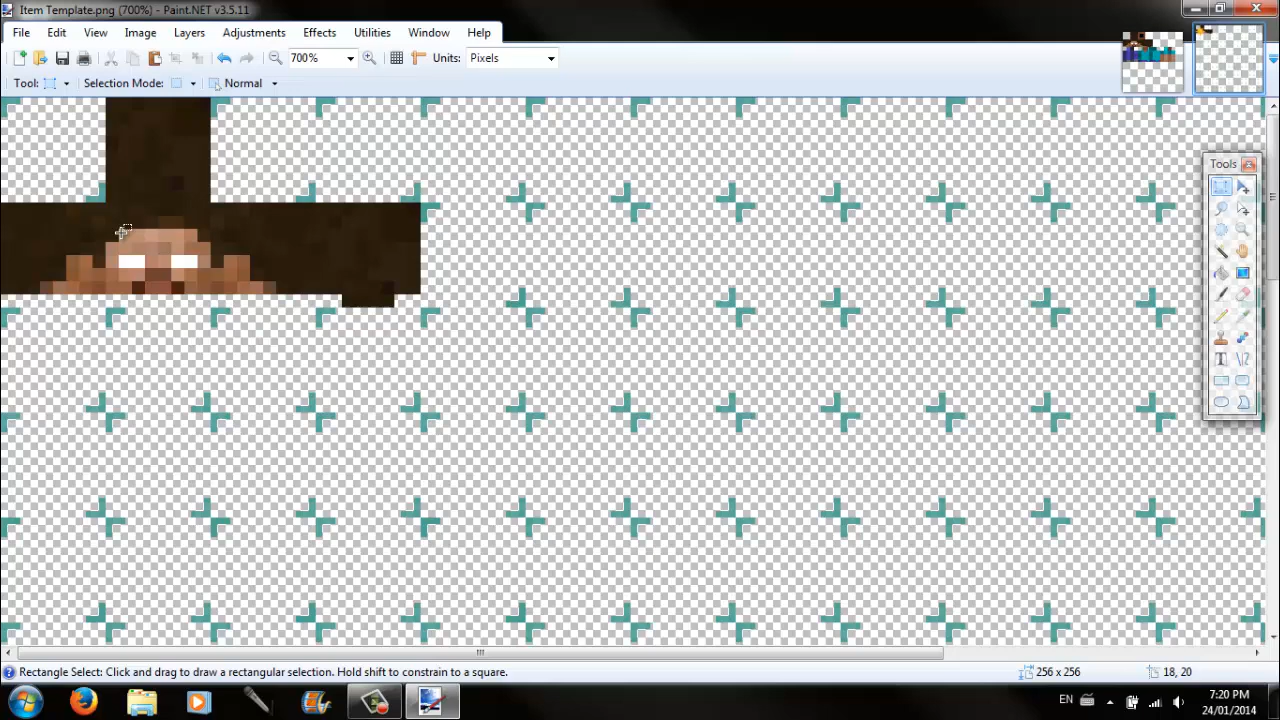 Item Template.png (700%) - Paint.NET v3.5.11
File Edit View Image Layers Adjustments Effects Utilities Window Help
700% Units: Pixels
Tool: Selection Mode: Normal
Tools
Rectangle Select: Click and drag to draw a rectangular selection. Hold shift to constrain to a square. 256 x 256 18, 20
EN 7:20 PM
24/01/2014